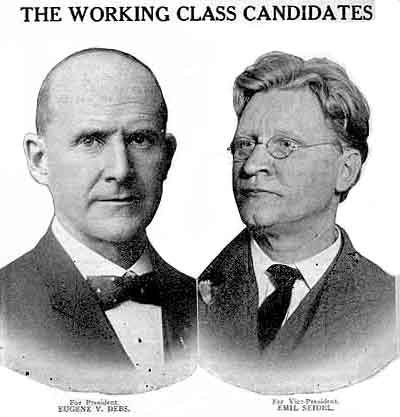 THE WORKING CLASS CANDIDATES
For President,
EUGENE V. DEBS.
For Vice-President,
EMIL SEIDEL.